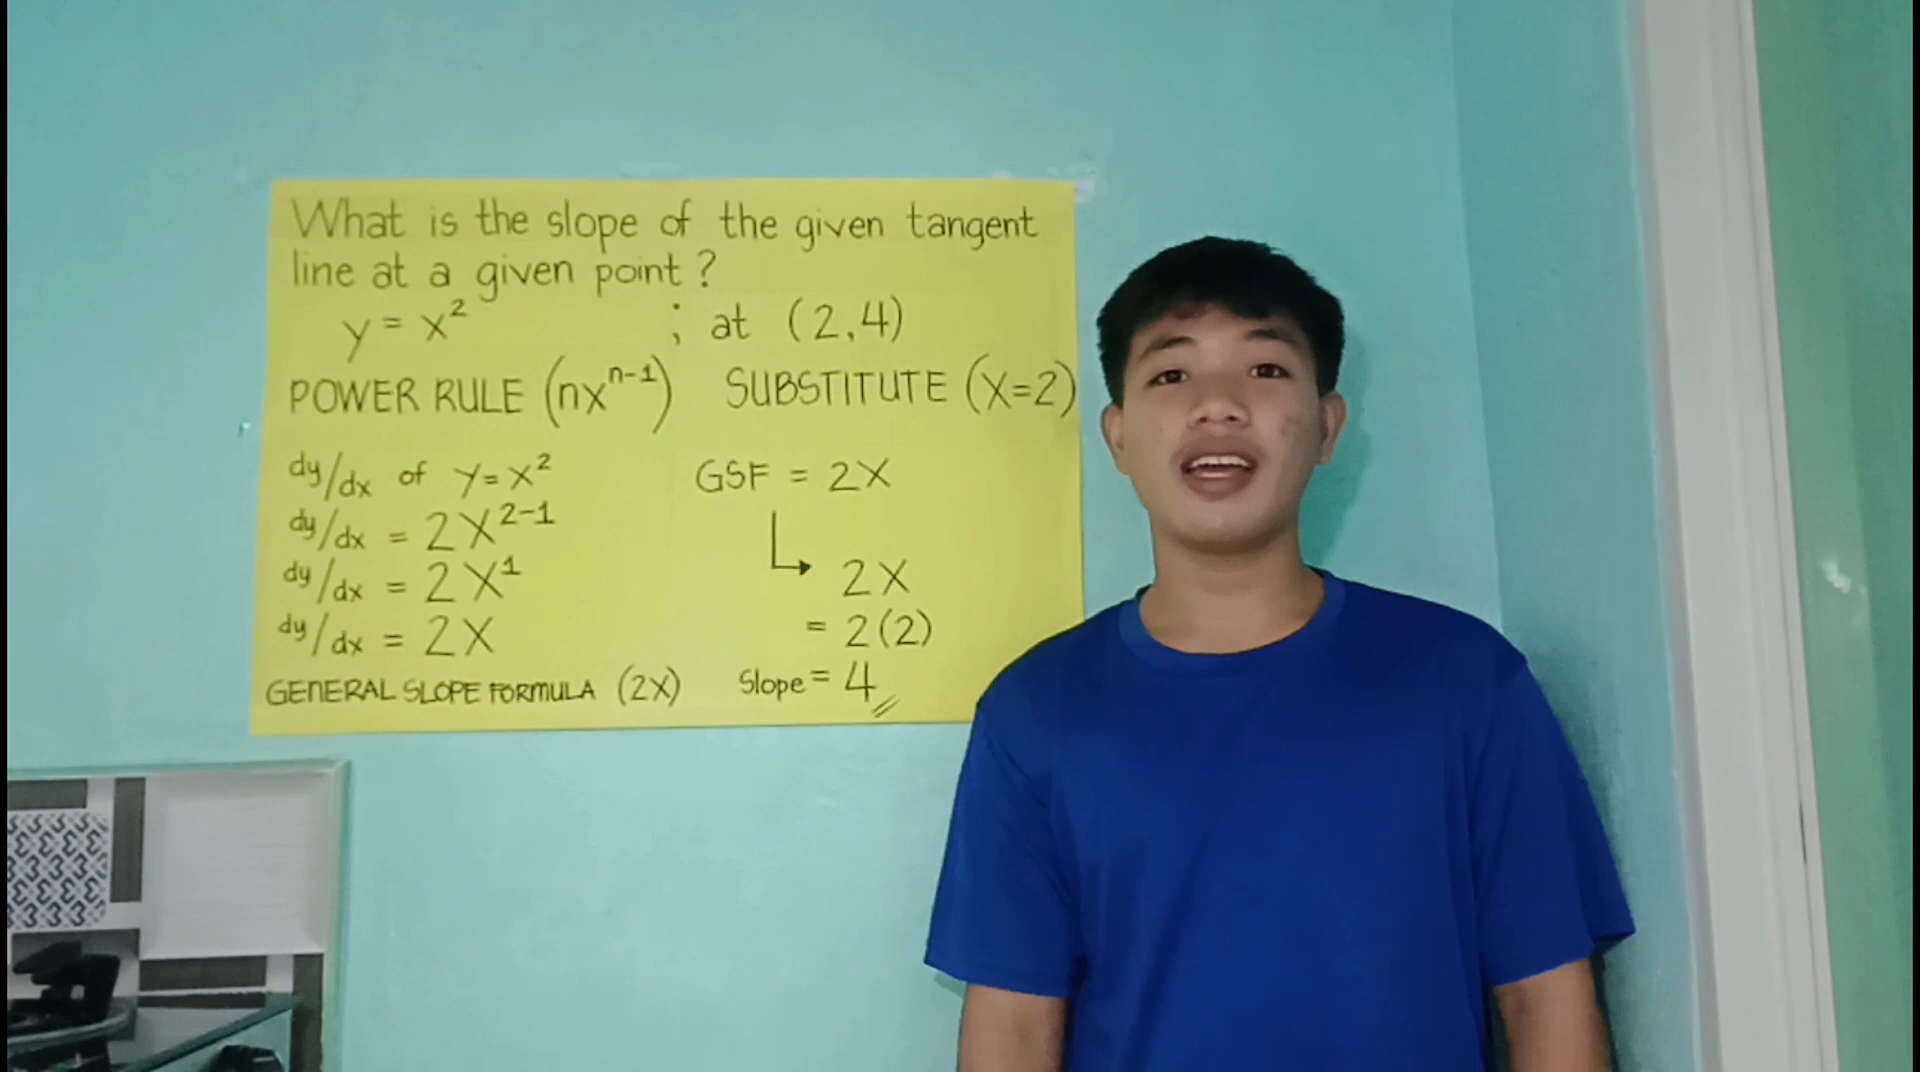 What is the slope of the given tangent
line at a given point?
y = x² ; at (2,4)
POWER RULE (nxⁿ⁻¹) SUBSTITUTE (X=2)
dy/dx of y=x²
dy/dx = 2X²⁻¹
dy/dx = 2X¹
dy/dx = 2X
GENERAL SLOPE FORMULA (2X)
GSF = 2X
2X
= 2(2)
Slope = 4